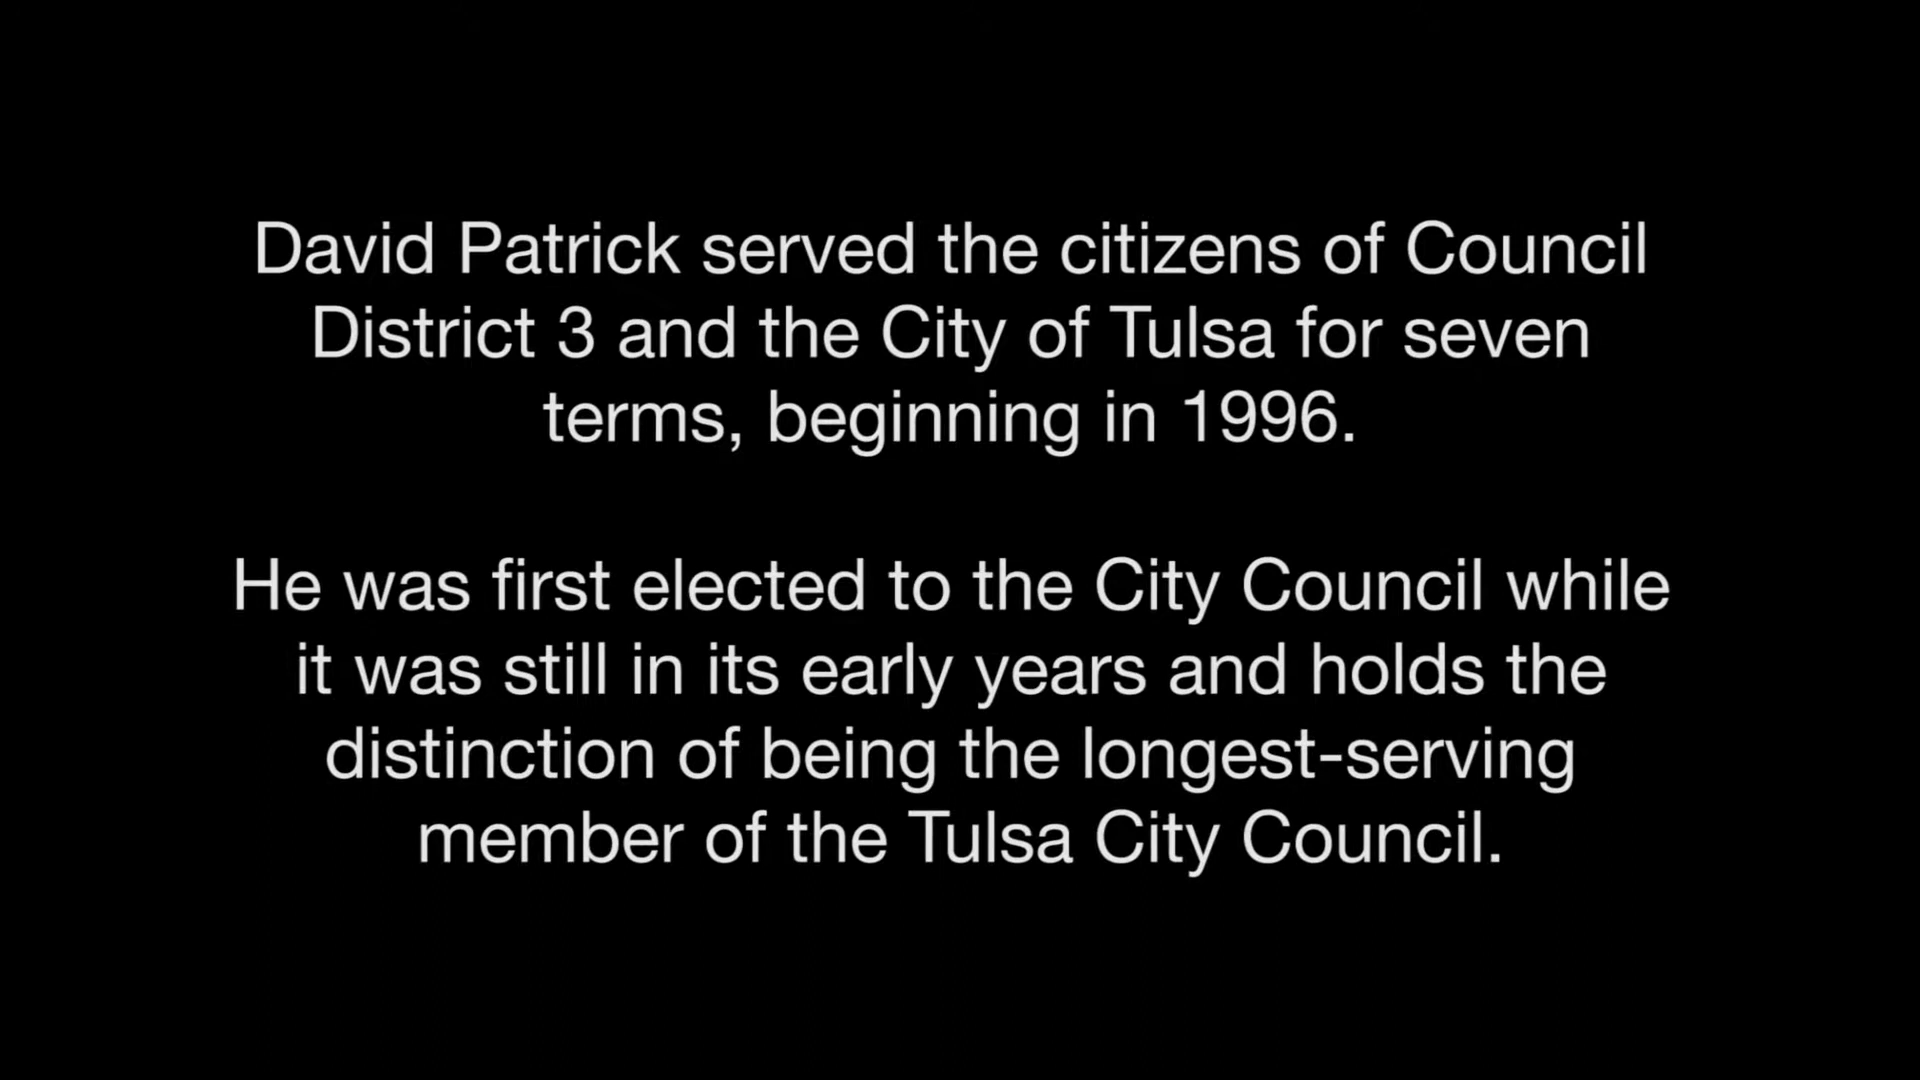 David Patrick served the citizens of Council
District 3 and the City of Tulsa for seven
terms, beginning in 1996.
He was first elected to the City Council while
it was still in its early years and holds the
distinction of being the longest-serving
member of the Tulsa City Council.